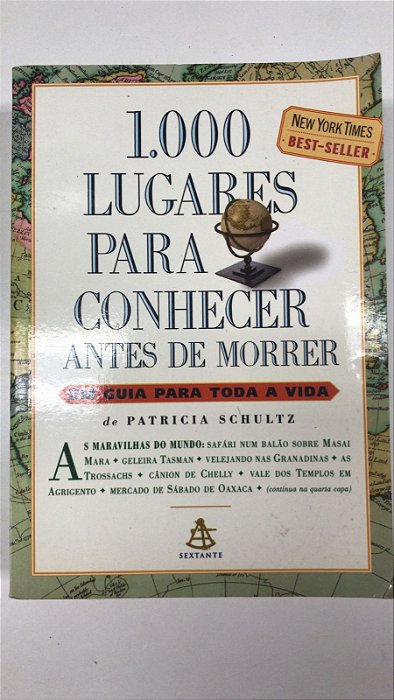 1.000
LUGARES
PARA
CONHECER
ANTES DE MORRER
NEW YORK TIMES
BEST-SELLER
UM GUIA PARA TODA A VIDA
de PATRICIA SCHULTZ
AS MARAVILHAS DO MUNDO: SAFÁRI NUM BALÃO SOBRE MASAI
MARA ✦ GELEIRA TASMAN ✦ VELEJANDO NAS GRANADINAS ✦ AS
TROSSACHS ✦ CÂNION DE CHELLY ✦ VALE DOS TEMPLOS EM
AGRIGENTO ✦ MERCADO DE SÁBADO DE OAXACA ✦ (continua na quarta capa)
SEXTANTE